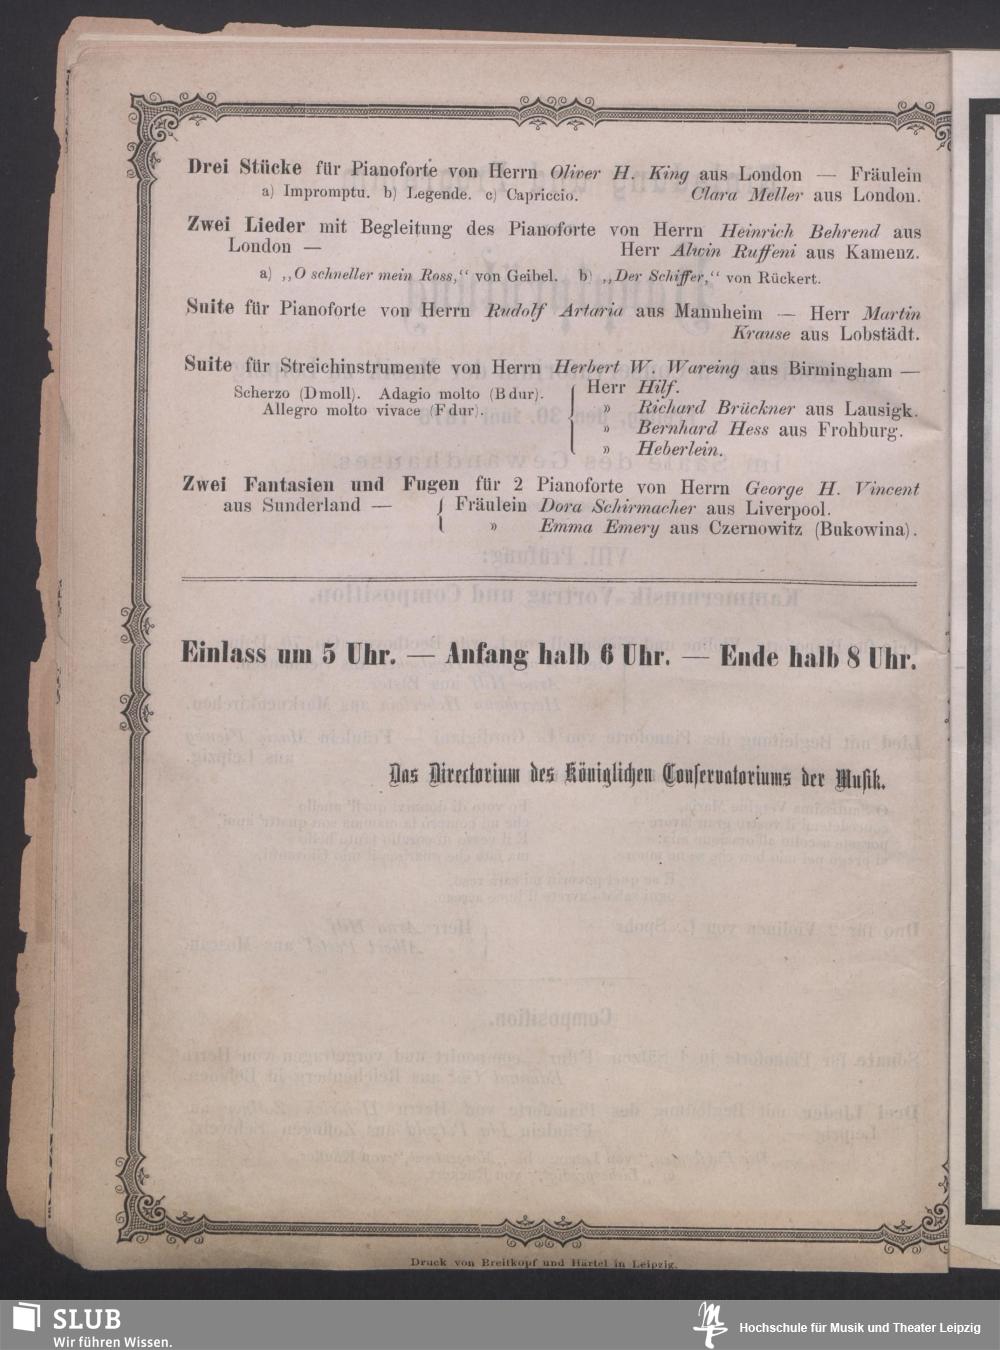 Drei Stücke für Pianoforte von Herrn Oliver H. King aus London — Fräulein
a) Impromptu. b) Legende. c) Capriccio. Clara Meller aus London.
Zwei Lieder mit Begleitung des Pianoforte von Herrn Heinrich Behrend aus
London — Herr Alwin Ruffeni aus Kamenz.
a) „O schneller mein Ross,“ von Geibel. b) „Der Schiffer,“ von Rückert.
Suite für Pianoforte von Herrn Rudolf Artaria aus Mannheim — Herr Martin
Krause aus Lobstädt.
Suite für Streichinstrumente von Herrn Herbert W. Wareing aus Birmingham —
Scherzo (D moll). Adagio molto (B dur). Herr Hilf.
Allegro molto vivace (F dur). » Richard Brückner aus Lausigk.
» Bernhard Hess aus Frohburg.
» Heberlein.
Zwei Fantasien und Fugen für 2 Pianoforte von Herrn George H. Vincent
aus Sunderland — Fräulein Dora Schirmacher aus Liverpool.
» Emma Emery aus Czernowitz (Bukowina).
Einlass um 5 Uhr. — Anfang halb 6 Uhr. — Ende halb 8 Uhr.
Das Directorium des Königlichen Conservatoriums der Musik.
Druck von Breitkopf und Härtel in Leipzig.
SLUB
Wir führen Wissen.
Hochschule für Musik und Theater Leipzig